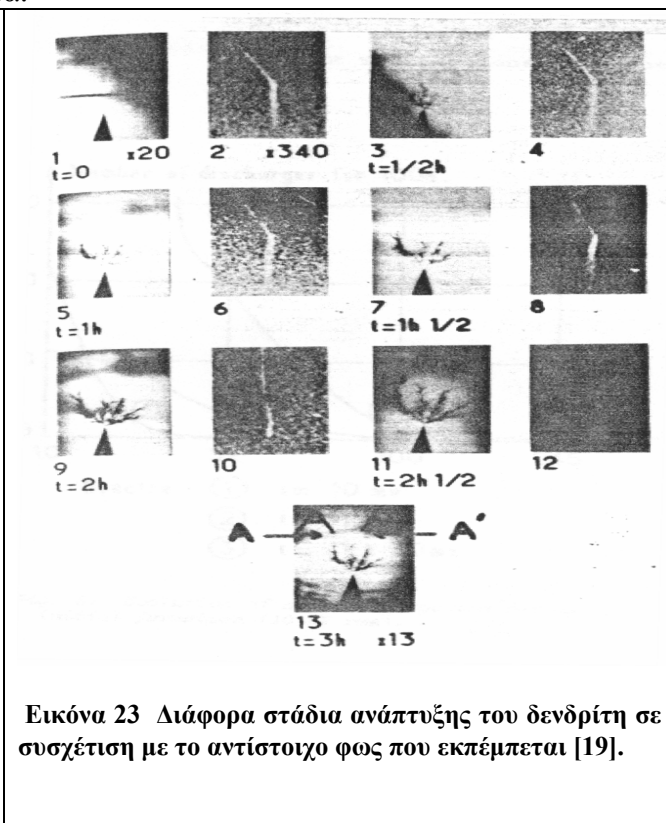 1 x20 2 x340 3 4
t=0 t=1/2h
5 6 7 8
t=1h t=1h 1/2
9 10 11 12
t=2h t=2h 1/2
A A'
13
t=3h x13
Εικόνα 23 Διάφορα στάδια ανάπτυξης του δενδρίτη σε
συσχέτιση με το αντίστοιχο φως που εκπέμπεται [19].